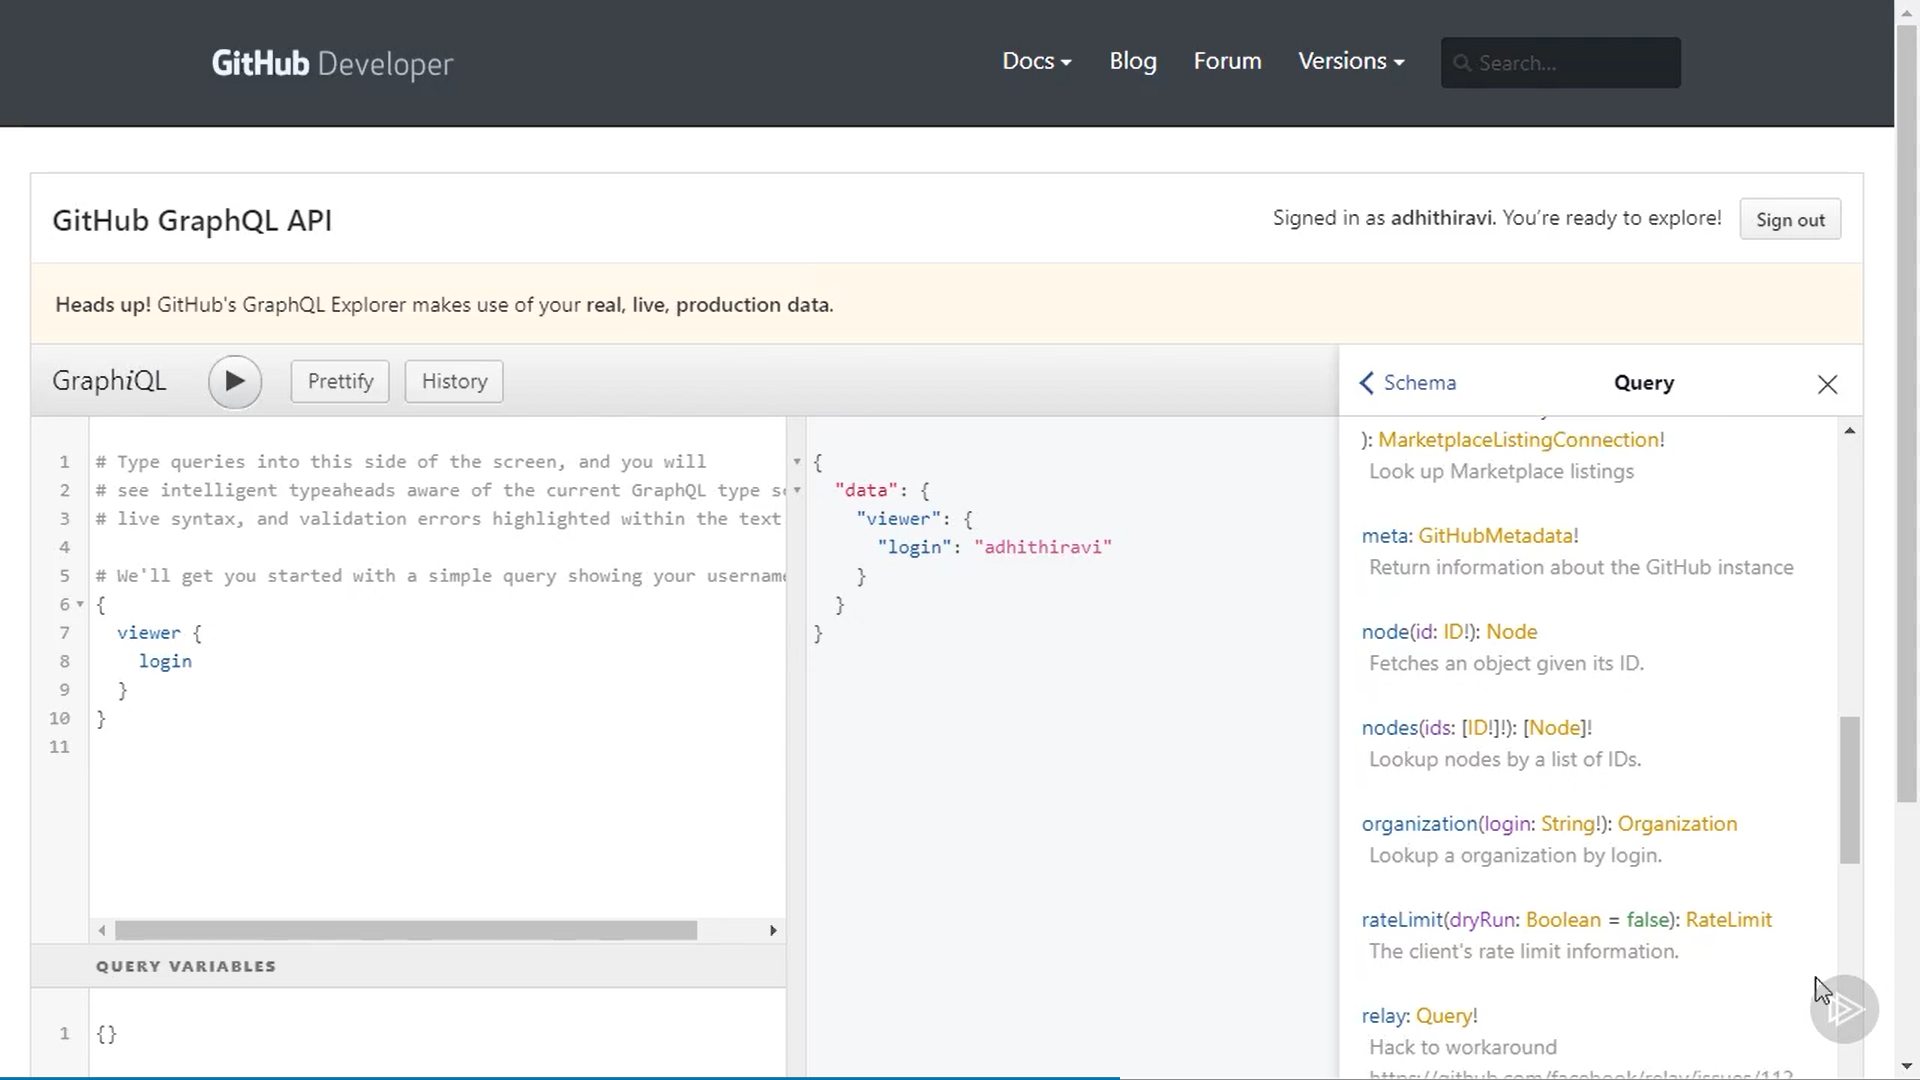 GitHub Developer
Docs
Blog
Forum
Versions
Search...
GitHub GraphQL API
Signed in as adhithiravi. You're ready to explore!
Sign out
Heads up! GitHub's GraphQL Explorer makes use of your real, live, production data.
GraphiQL
Prettify
History
Schema
Query
1 # Type queries into this side of the screen, and you will
2 # see intelligent typeaheads aware of the current GraphQL type s
3 # live syntax, and validation errors highlighted within the text
4
5 # We'll get you started with a simple query showing your username
6 {
7 viewer {
8 login
9 }
10 }
11
QUERY VARIABLES
1 {}
{
"data": {
"viewer": {
"login": "adhithiravi"
}
}
}
): MarketplaceListingConnection!
Look up Marketplace listings
meta: GitHubMetadata!
Return information about the GitHub instance
node(id: ID!): Node
Fetches an object given its ID.
nodes(ids: [ID!]!): [Node]!
Lookup nodes by a list of IDs.
organization(login: String!): Organization
Lookup a organization by login.
rateLimit(dryRun: Boolean = false): RateLimit
The client's rate limit information.
relay: Query!
Hack to workaround
https://github.com/facebook/relay/issues/112